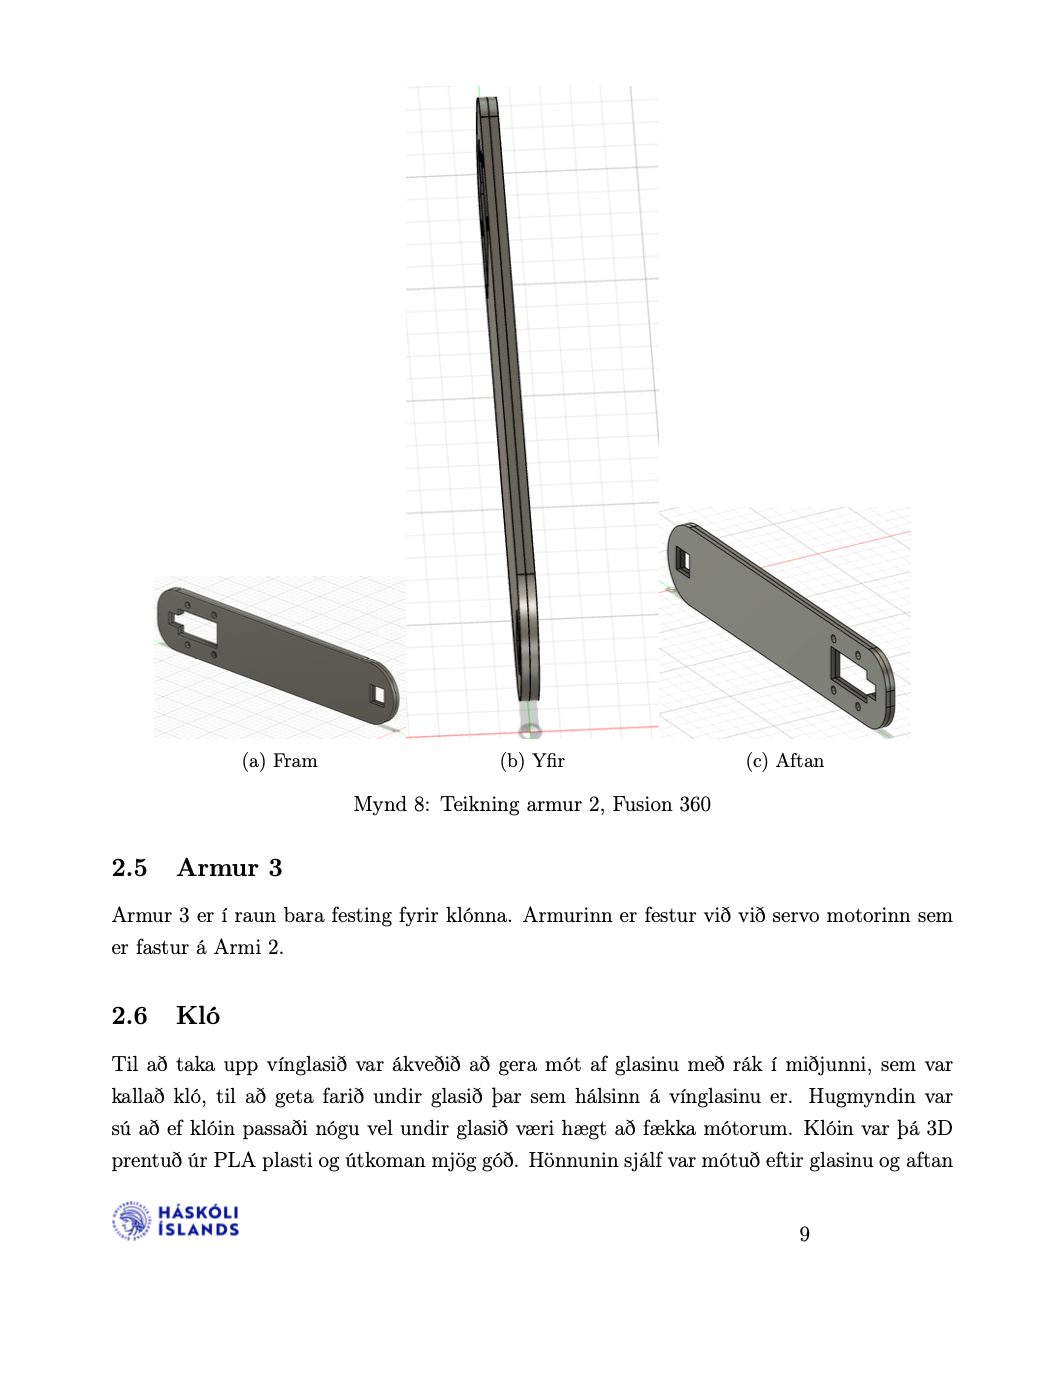 (a) Fram
(b) Yfir
(c) Aftan
Mynd 8: Teikning armur 2, Fusion 360
2.5 Armur 3
Armur 3 er í raun bara festing fyrir klónna. Armurinn er festur við við servo motorinn sem
er fastur á Armi 2.
2.6 Kló
Til að taka upp vínglasið var ákveðið að gera mót af glasinu með rák í miðjunni, sem var
kallað kló, til að geta farið undir glasið þar sem hálsinn á vínglasinu er. Hugmyndin var
sú að ef klóin passaði nógu vel undir glasið væri hægt að fækka mótorum. Klóin var þá 3D
prentuð úr PLA plasti og útkoman mjög góð. Hönnunin sjálf var mótuð eftir glasinu og aftan
HÁSKÓLI
ÍSLANDS
9